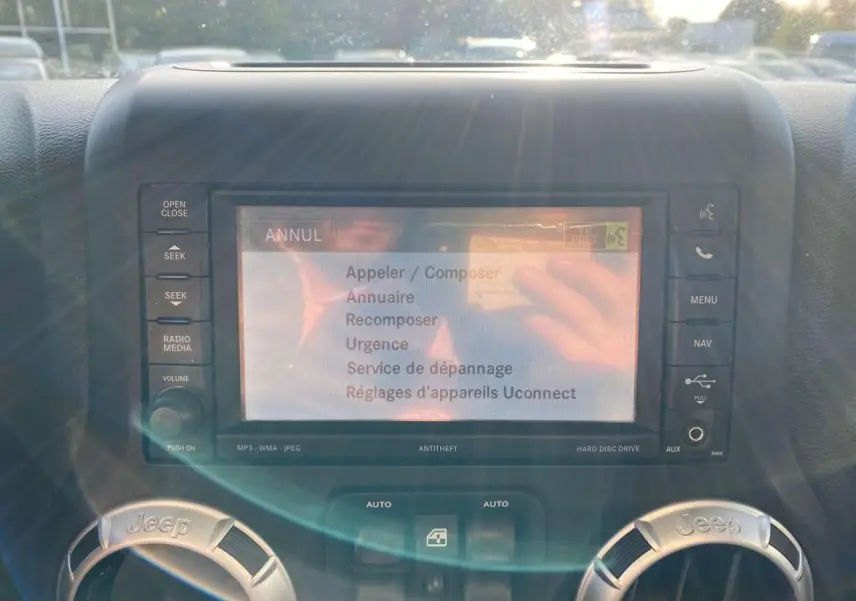 OPEN
CLOSE
SEEK
SEEK
RADIO
MEDIA
VOLUME
PUSH ON
ANNUL
Appeler / Composer
Annuaire
Recomposer
Urgence
Service de dépannage
Réglages d'appareils Uconnect
MENU
NAV
AUX
MP3 - WMA - JPEG
ANTITHEFT
HARD DISC DRIVE
AUTO
AUTO
Jeep
Jeep